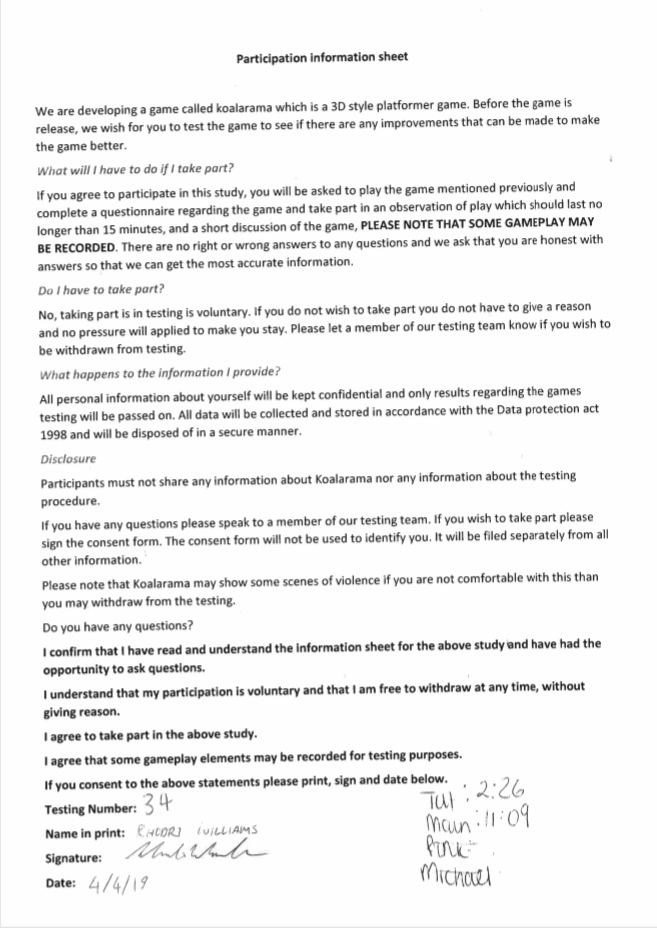 Participation information sheet
We are developing a game called koalarama which is a 3D style platformer game. Before the game is
release, we wish for you to test the game to see if there are any improvements that can be made to make
the game better.
What will I have to do if I take part?
If you agree to participate in this study, you will be asked to play the game mentioned previously and
complete a questionnaire regarding the game and take part in an observation of play which should last no
longer than 15 minutes, and a short discussion of the game, PLEASE NOTE THAT SOME GAMEPLAY MAY
BE RECORDED. There are no right or wrong answers to any questions and we ask that you are honest with
answers so that we can get the most accurate information.
Do I have to take part?
No, taking part is in testing is voluntary. If you do not wish to take part you do not have to give a reason
and no pressure will applied to make you stay. Please let a member of our testing team know if you wish to
be withdrawn from testing.
What happens to the information I provide?
All personal information about yourself will be kept confidential and only results regarding the games
testing will be passed on. All data will be collected and stored in accordance with the Data protection act
1998 and will be disposed of in a secure manner.
Disclosure
Participants must not share any information about Koalarama nor any information about the testing
procedure.
If you have any questions please speak to a member of our testing team. If you wish to take part please
sign the consent form. The consent form will not be used to identify you. It will be filed separately from all
other information.
Please note that Koalarama may show some scenes of violence if you are not comfortable with this than
you may withdraw from the testing.
Do you have any questions?
I confirm that I have read and understand the information sheet for the above study and have had the
opportunity to ask questions.
I understand that my participation is voluntary and that I am free to withdraw at any time, without
giving reason.
I agree to take part in the above study.
I agree that some gameplay elements may be recorded for testing purposes.
If you consent to the above statements please print, sign and date below.
Testing Number: 34
Name in print: WILLIAMS
Signature:
Date: 4/4/19
Tut : 2:26
Main : 11:09
Pink -
Michael